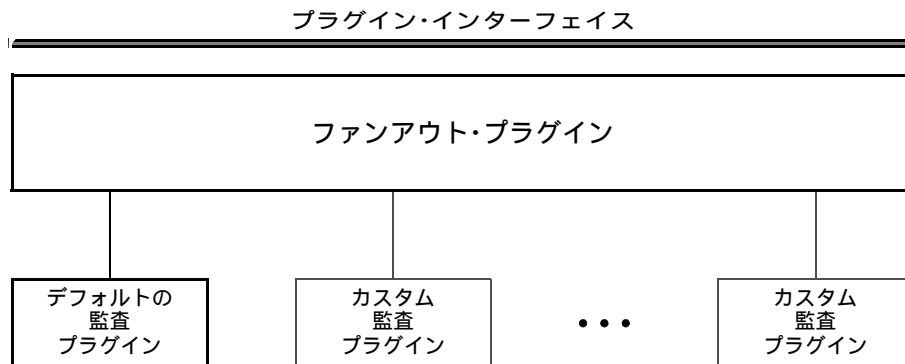 プラグイン・インターフェイス
ファンアウト・プラグイン
デフォルトの
監査
プラグイン
カスタム
監査
プラグイン
• • •
カスタム
監査
プラグイン